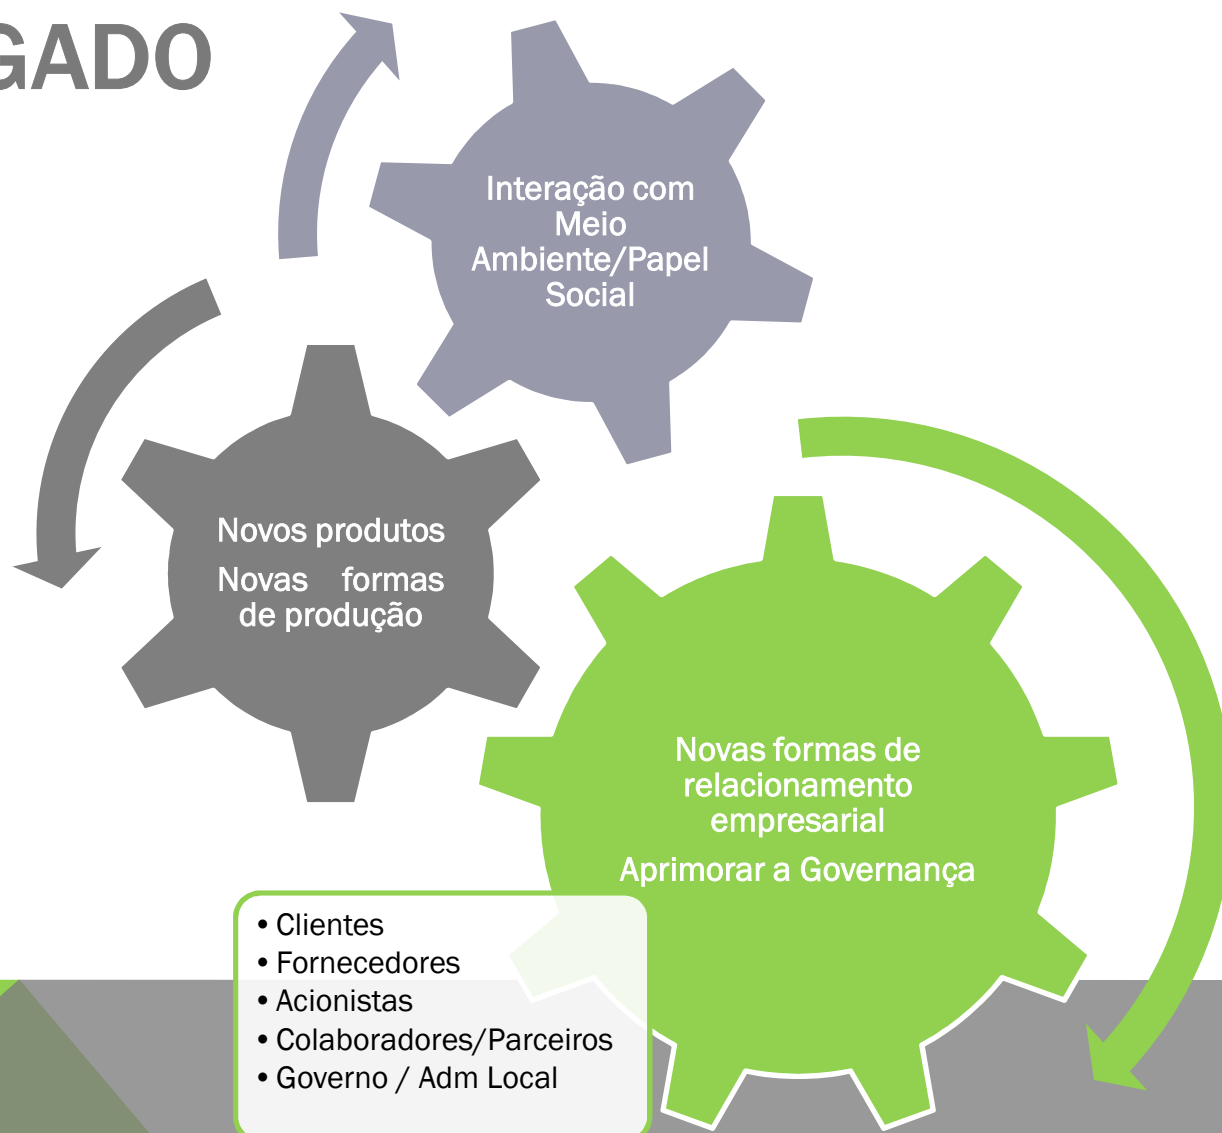 GADO
Interação com
Meio
Ambiente/Papel
Social
Novos produtos
Novas formas
de produção
Novas formas de
relacionamento
empresarial
Aprimorar a Governança
• Clientes
• Fornecedores
• Acionistas
• Colaboradores/Parceiros
• Governo / Adm Local